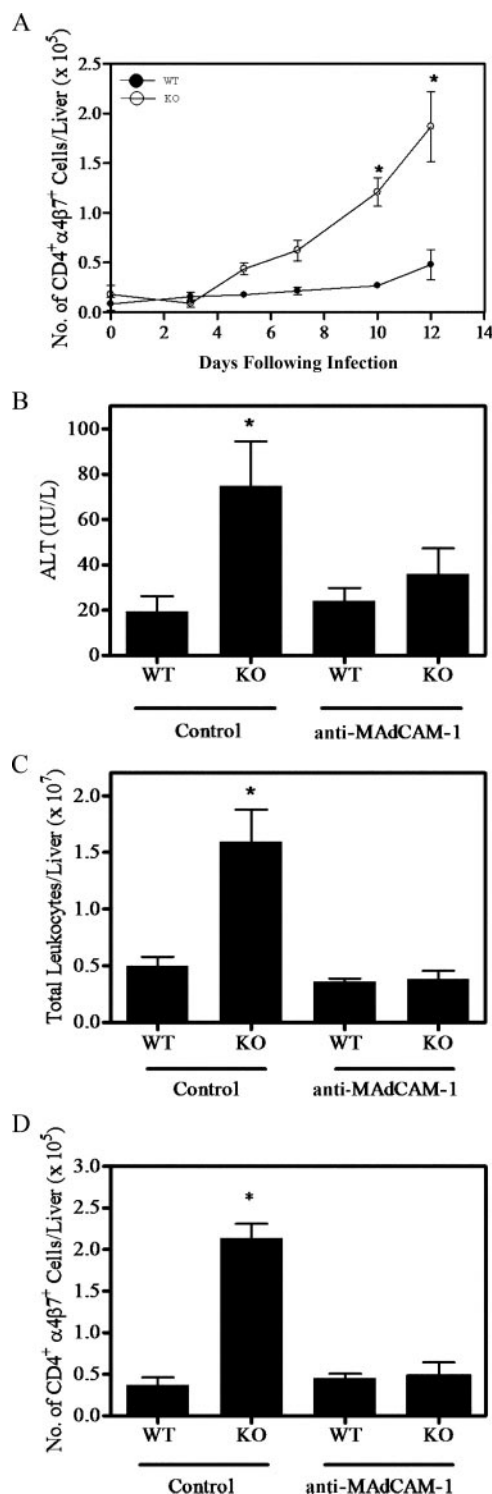 A
No. of CD4⁺α4β7⁺ Cells/Liver (x 10⁵)
2.5
2.0
1.5
1.0
0.5
0.0
WT
KO
*
*
0 2 4 6 8 10 12 14
Days Following Infection
B
ALT (IU/L)
100
80
60
40
20
0
*
WT KO WT KO
Control anti-MAdCAM-1
C
Total Leukocytes/Liver (x 10⁷)
2.0
1.5
1.0
0.5
0.0
*
WT KO WT KO
Control anti-MAdCAM-1
D
No. of CD4⁺ α4β7⁺ Cells/Liver (x 10⁵)
3.0
2.5
2.0
1.5
1.0
0.5
0.0
*
WT KO WT KO
Control anti-MAdCAM-1